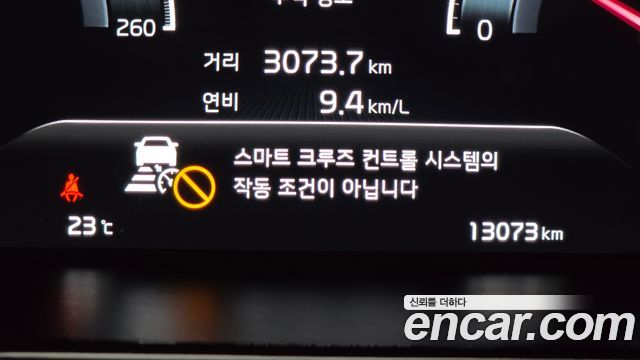 260
0
거리 3073.7 km
연비 9.4 km/L
스마트 크루즈 컨트롤 시스템의
작동 조건이 아닙니다
23℃ 13073 km
신뢰를 더하다
encar.com